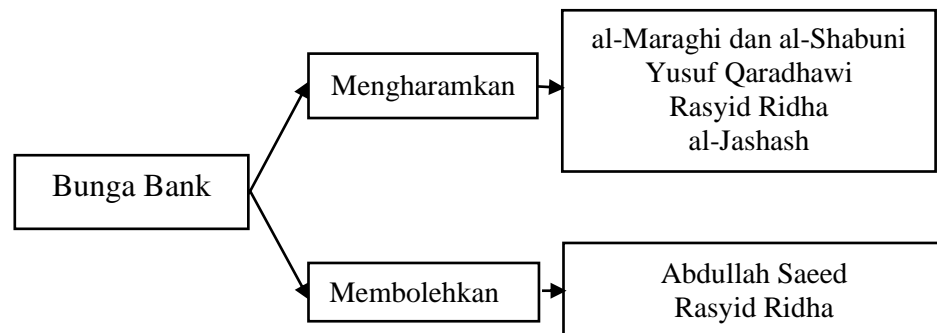 Bunga Bank
Mengharamkan
al-Maraghi dan al-Shabuni
Yusuf Qaradhawi
Rasyid Ridha
al-Jashash
Membolehkan
Abdullah Saeed
Rasyid Ridha